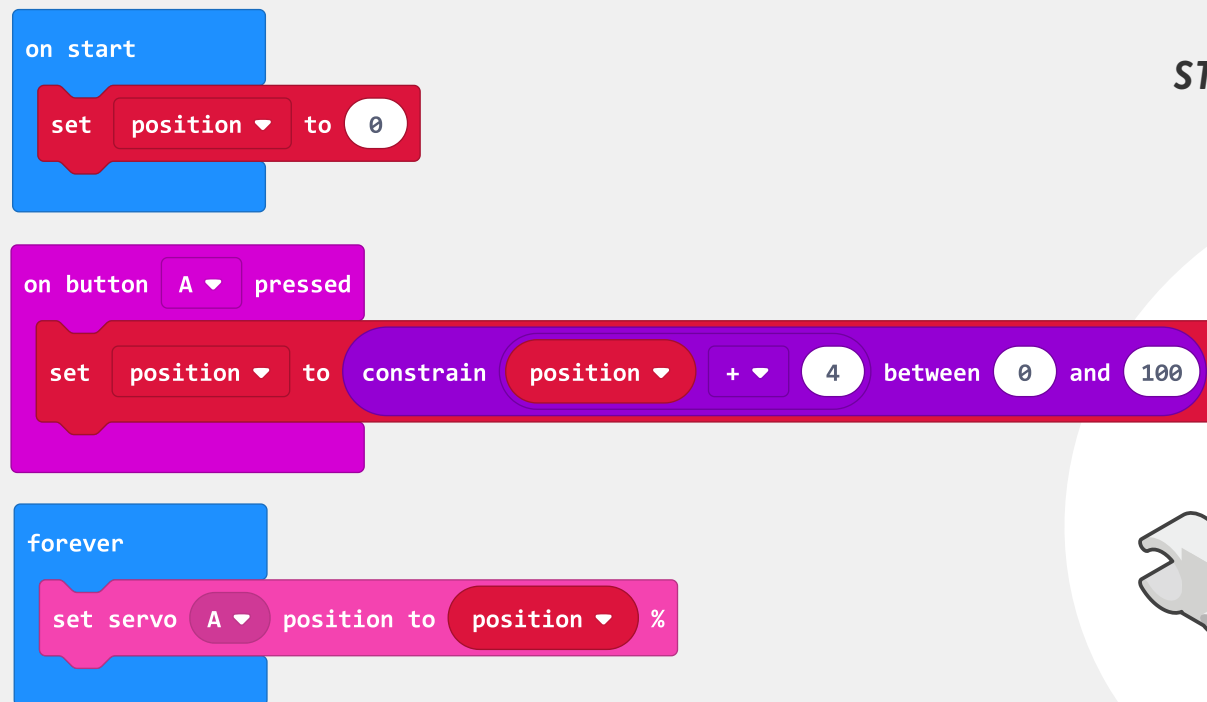 on start
ST
set position to 0
on button A pressed
set position to constrain position + 4 between 0 and 100
forever
set servo A position to position %